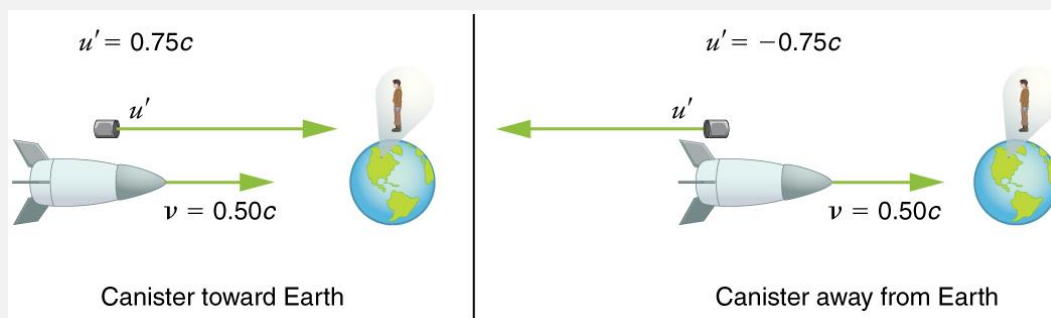 u′ = 0.75c
u′
ν = 0.50c
Canister toward Earth
u′ = −0.75c
u′
ν = 0.50c
Canister away from Earth